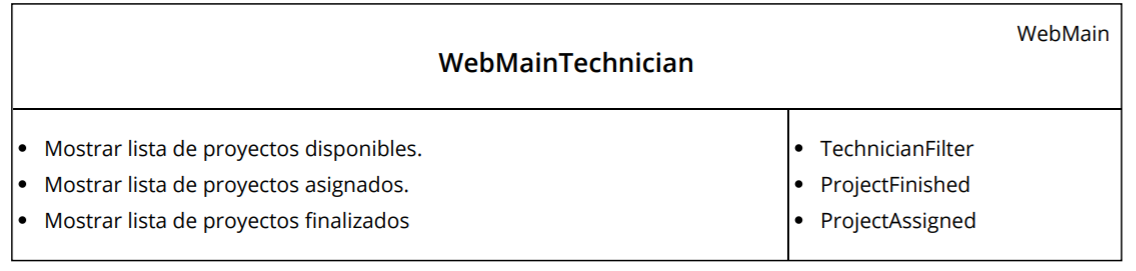 WebMain
WebMainTechnician
• Mostrar lista de proyectos disponibles.
• Mostrar lista de proyectos asignados.
• Mostrar lista de proyectos finalizados
• TechnicianFilter
• ProjectFinished
• ProjectAssigned